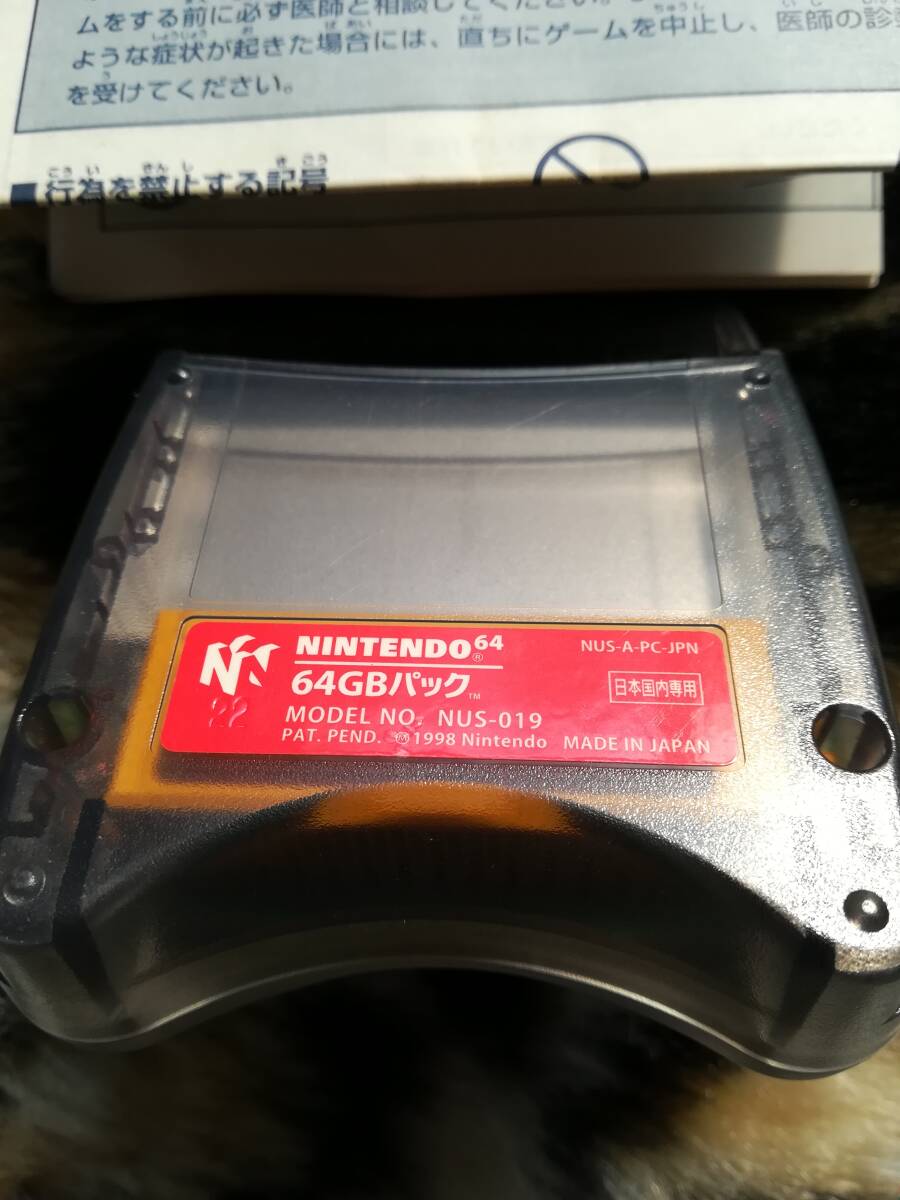 ムをする前に必ず医師と相談してください。
ような症状が起きた場合には、直ちにゲームを中止し、医師の診
を受けてください。
■行為を禁止する記号
NINTENDO64®
NUS-A-PC-JPN
64GBパック™
日本国内専用
22
MODEL NO. NUS-019
PAT. PEND. Ⓜ1998 Nintendo MADE IN JAPAN